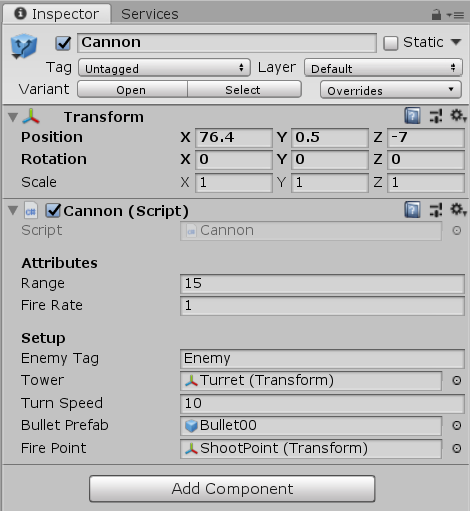 Inspector Services
Cannon Static
Tag Untagged Layer Default
Variant Open Select Overrides
Transform
Position X 76.4 Y 0.5 Z -7
Rotation X 0 Y 0 Z 0
Scale X 1 Y 1 Z 1
Cannon (Script)
Script Cannon
Attributes
Range 15
Fire Rate 1
Setup
Enemy Tag Enemy
Tower Turret (Transform)
Turn Speed 10
Bullet Prefab Bullet00
Fire Point ShootPoint (Transform)
Add Component